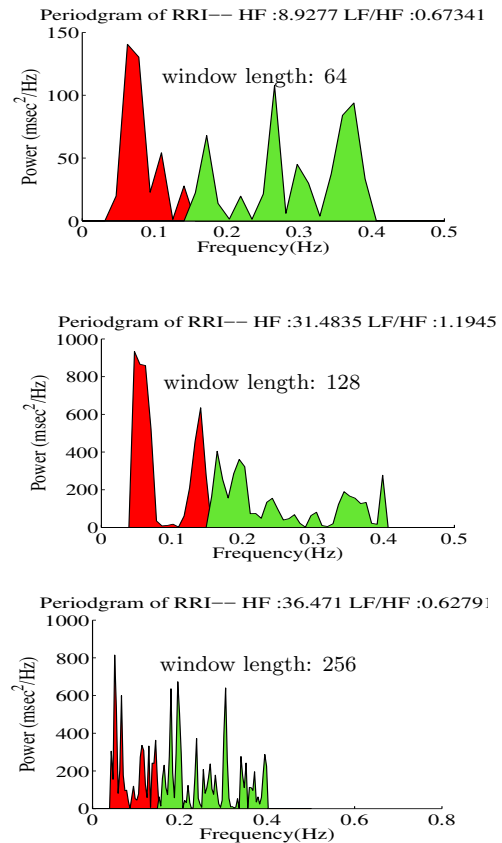 Periodgram of RRI−− HF :8.9277 LF/HF :0.67341
window length: 64
Power (msec²/Hz)
150
100
50
0
0 0.1 0.2 0.3 0.4 0.5
Frequency(Hz)
Periodgram of RRI−− HF :31.4835 LF/HF :1.1945
window length: 128
Power (msec²/Hz)
1000
800
600
400
200
0
0 0.1 0.2 0.3 0.4 0.5
Frequency(Hz)
Periodgram of RRI−− HF :36.471 LF/HF :0.62791
window length: 256
Power (msec²/Hz)
1000
800
600
400
200
0
0 0.2 0.4 0.6 0.8
Frequency(Hz)